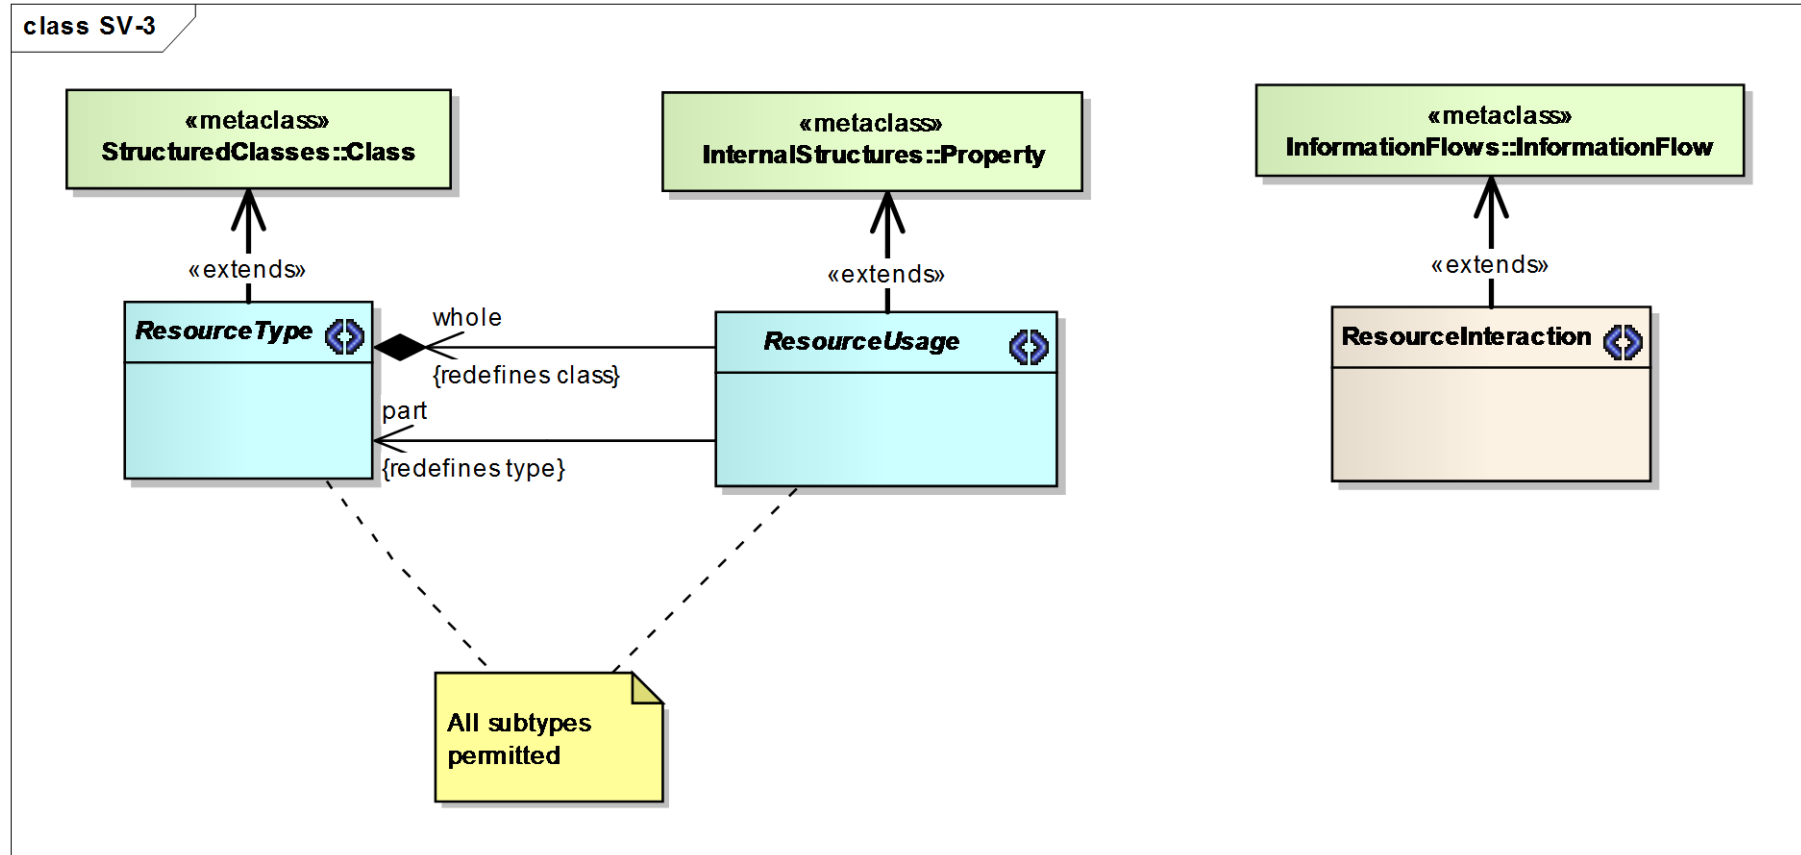 class SV-3
«metaclass»
StructuredClasses::Class
«metaclass»
InternalStructures::Property
«metaclass»
InformationFlows::InformationFlow
«extends»
«extends»
«extends»
ResourceType
whole
{redefines class}
part
{redefines type}
ResourceUsage
ResourceInteraction
All subtypes
permitted